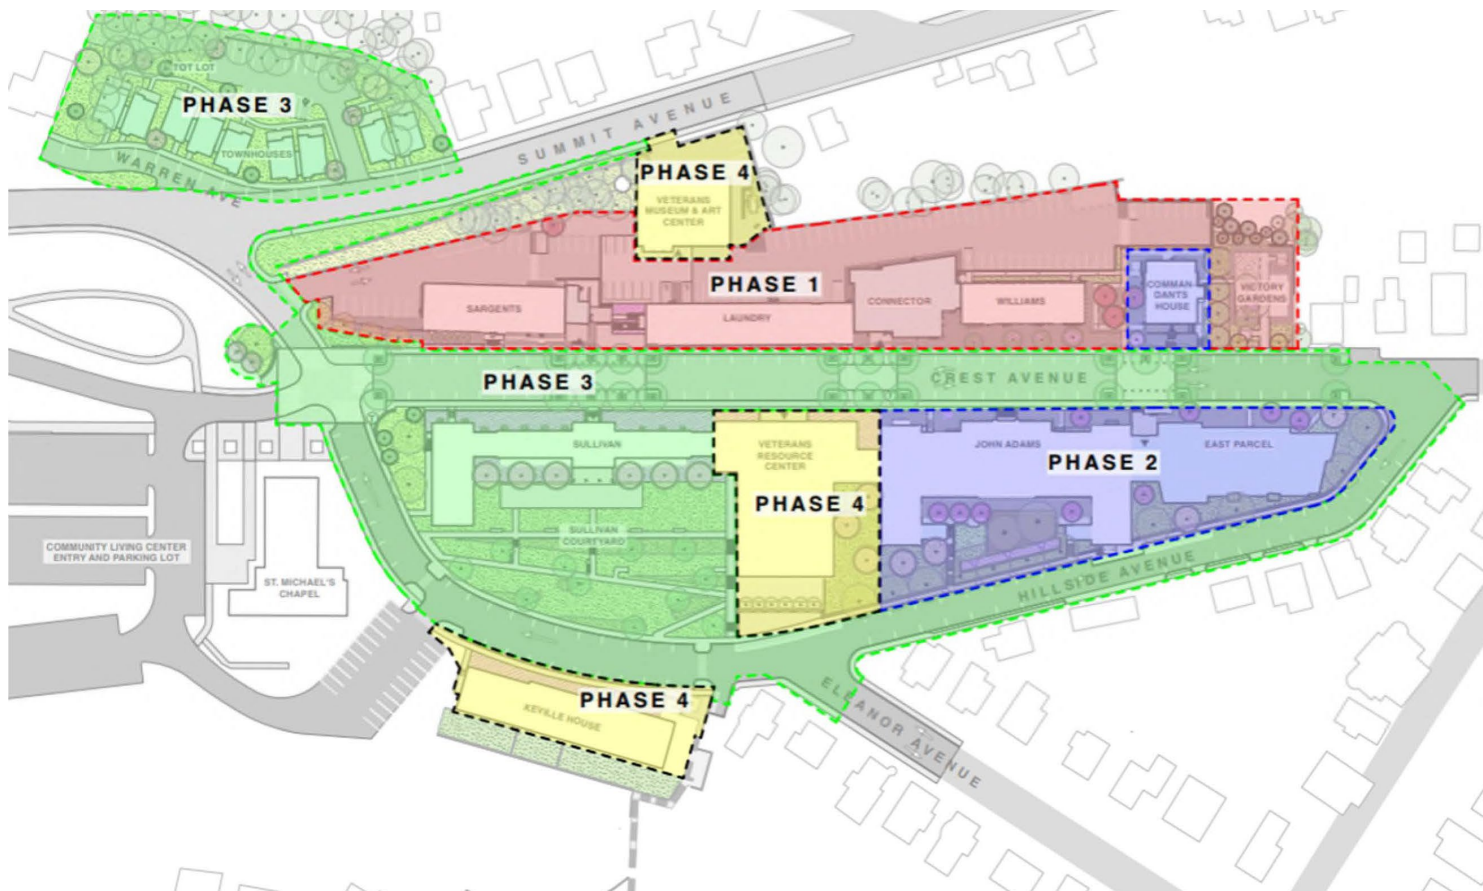 TOT LOT
PHASE 3
TOWNHOUSES
WARREN AVE
SUMMIT AVENUE
PHASE 4
VETERANS
MUSEUM & ART
CENTER
PHASE 1
SARGENTS
LAUNDRY
CONNECTOR
WILLIAMS
COMMAN
DANTS
HOUSE
VICTORY
GARDENS
PHASE 3
CREST AVENUE
SULLIVAN
VETERANS
RESOURCE
CENTER
JOHN ADAMS
EAST PARCEL
PHASE 2
PHASE 4
SULLIVAN
COURTYARD
COMMUNITY LIVING CENTER
ENTRY AND PARKING LOT
ST. MICHAEL'S
CHAPEL
HILLSIDE AVENUE
PHASE 4
KEVILLE HOUSE
ELEANOR AVENUE